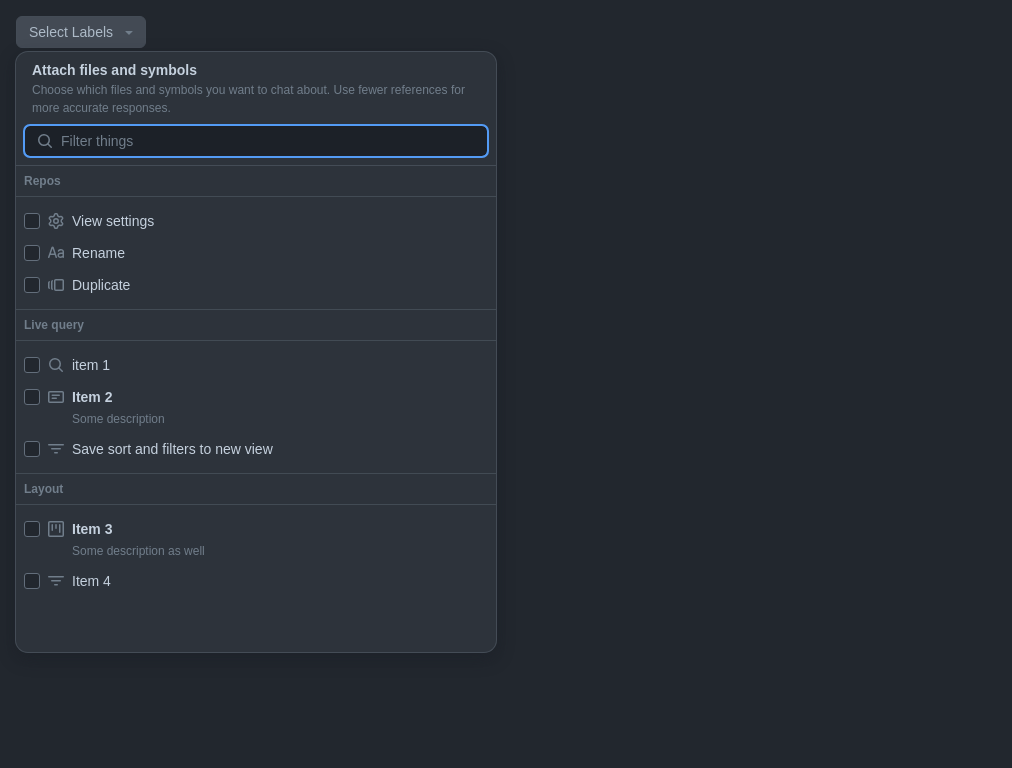 Select Labels
Attach files and symbols
Choose which files and symbols you want to chat about. Use fewer references for
more accurate responses.
Filter things
Repos
View settings
Rename
Duplicate
Live query
item 1
Item 2
Some description
Save sort and filters to new view
Layout
Item 3
Some description as well
Item 4